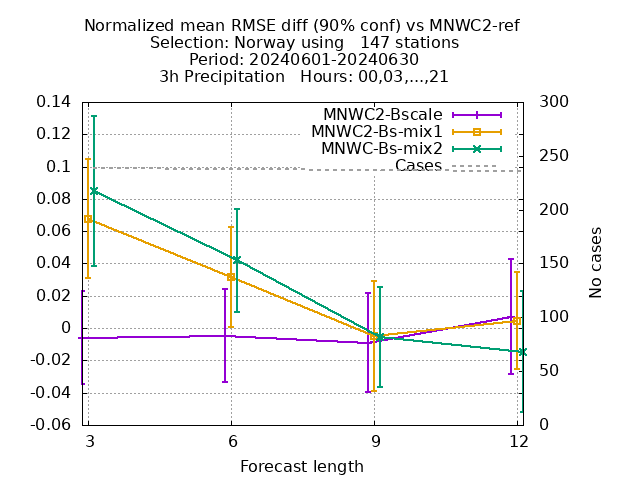 Normalized mean RMSE diff (90% conf) vs MNWC2-ref
Selection: Norway using   147 stations
Period: 20240601-20240630
3h Precipitation   Hours: 00,03,...,21
0.14
0.12
0.1
0.08
0.06
0.04
0.02
0
-0.02
-0.04
-0.06
MNWC2-Bscale
MNWC2-Bs-mix1
MNWC-Bs-mix2
Cases
300
250
200
150
100
50
0
No cases
3
6
9
12
Forecast length